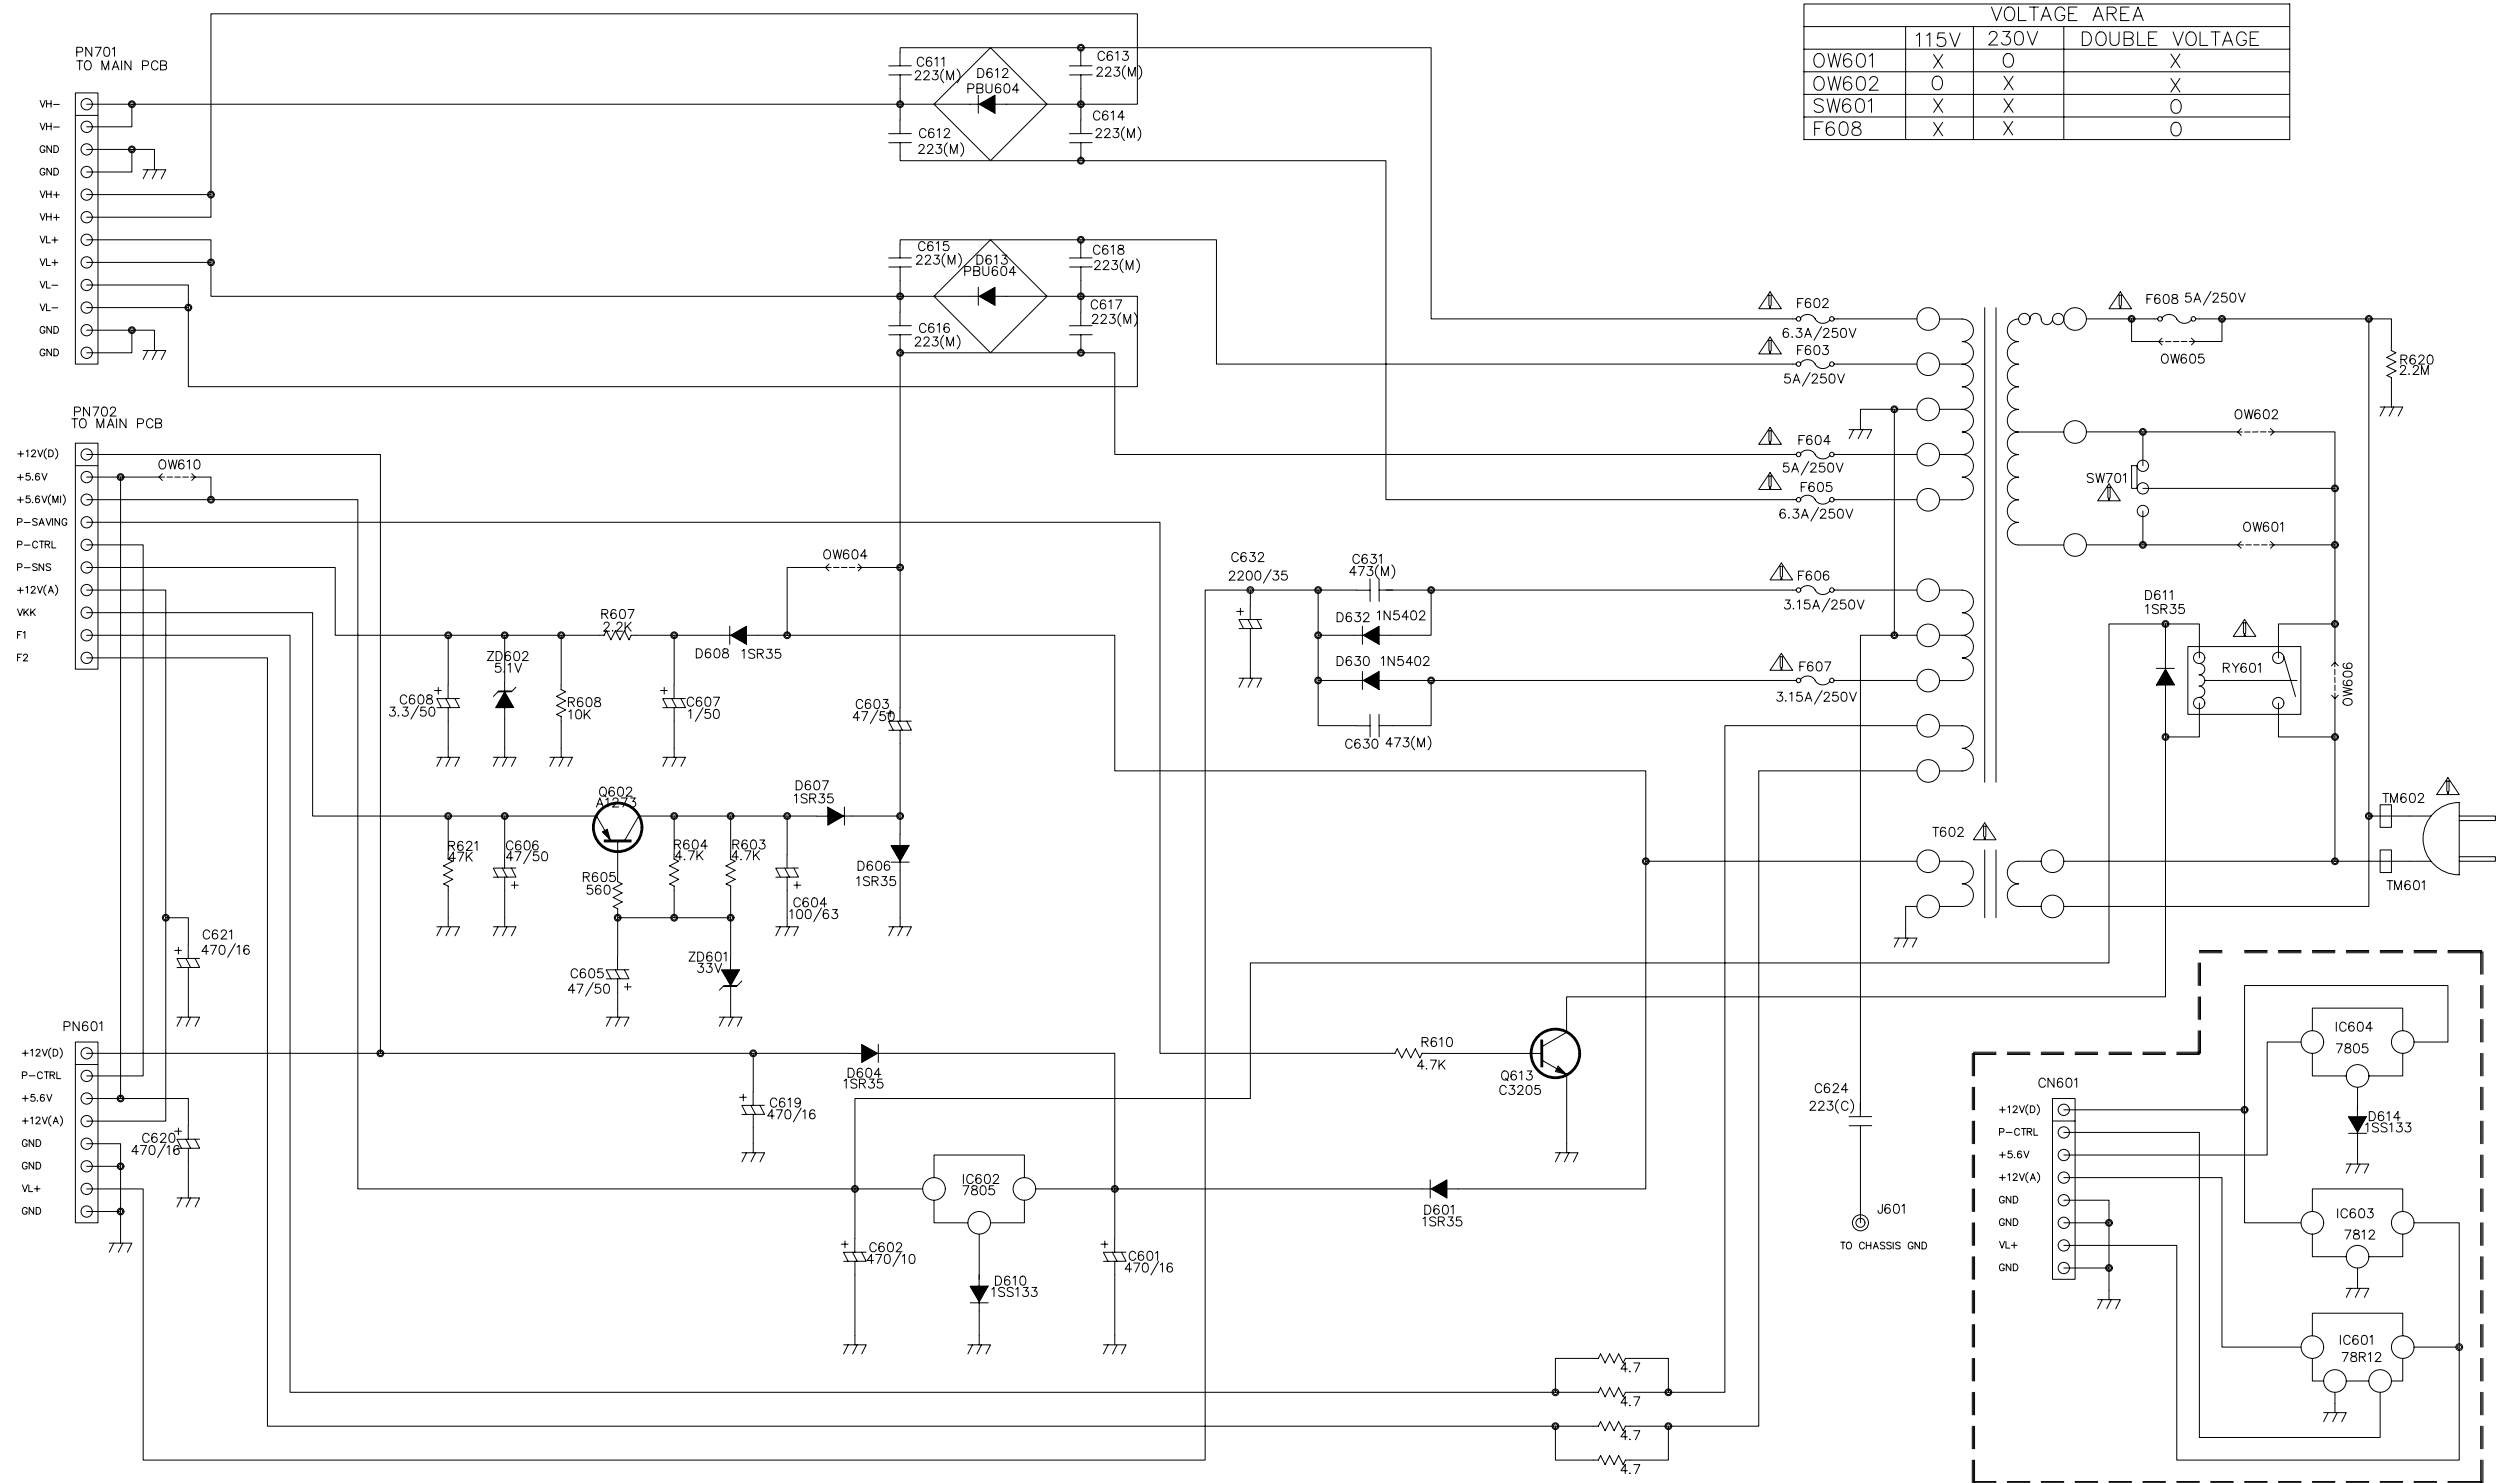 VOLTAGE AREA
115V 230V DOUBLE VOLTAGE
OW601 X O X
OW602 O X X
SW601 X X O
F608 X X O
PN701
TO MAIN PCB
VH-
VH-
GND
GND
VH+
VH+
VL+
VL+
VL-
VL-
GND
GND
C611
223(M)
D612
PBU604
C613
223(M)
C612
223(M)
C614
223(M)
C615
223(M)
D613
PBU604
C618
223(M)
C616
223(M)
C617
223(M)
F602
6.3A/250V
F603
5A/250V
F604
5A/250V
F605
6.3A/250V
F608 5A/250V
OW605
R620
2.2M
OW602
SW701
OW601
PN702
TO MAIN PCB
+12V(D)
+5.6V
+5.6V(MI)
P-SAVING
P-CTRL
P-SNS
+12V(A)
VKK
F1
F2
OW610
OW604
R607
2.2K
D608 1SR35
ZD602
5.1V
C608
3.3/50
R608
10K
C607
1/50
C603
47/50
C632
2200/35
C631
473(M)
D632 1N5402
D630 1N5402
C630 473(M)
F606
3.15A/250V
F607
3.15A/250V
D611
1SR35
RY601
OW606
Q602
A1273
D607
1SR35
R621
47K
C606
47/50
R605
560
R604
4.7K
R603
4.7K
C604
100/63
D606
1SR35
C605
47/50
ZD601
33V
T602
TM602
TM601
C621
470/16
PN601
+12V(D)
P-CTRL
+5.6V
+12V(A)
GND
GND
VL+
GND
C620
470/16
D604
1SR35
C619
470/16
IC602
7805
C602
470/10
D610
1SS133
C601
470/16
D601
1SR35
R610
4.7K
Q613
C3205
C624
223(C)
J601
TO CHASSIS GND
4.7
4.7
4.7
4.7
CN601
+12V(D)
P-CTRL
+5.6V
+12V(A)
GND
GND
VL+
GND
IC604
7805
D614
1SS133
IC603
7812
IC601
78R12